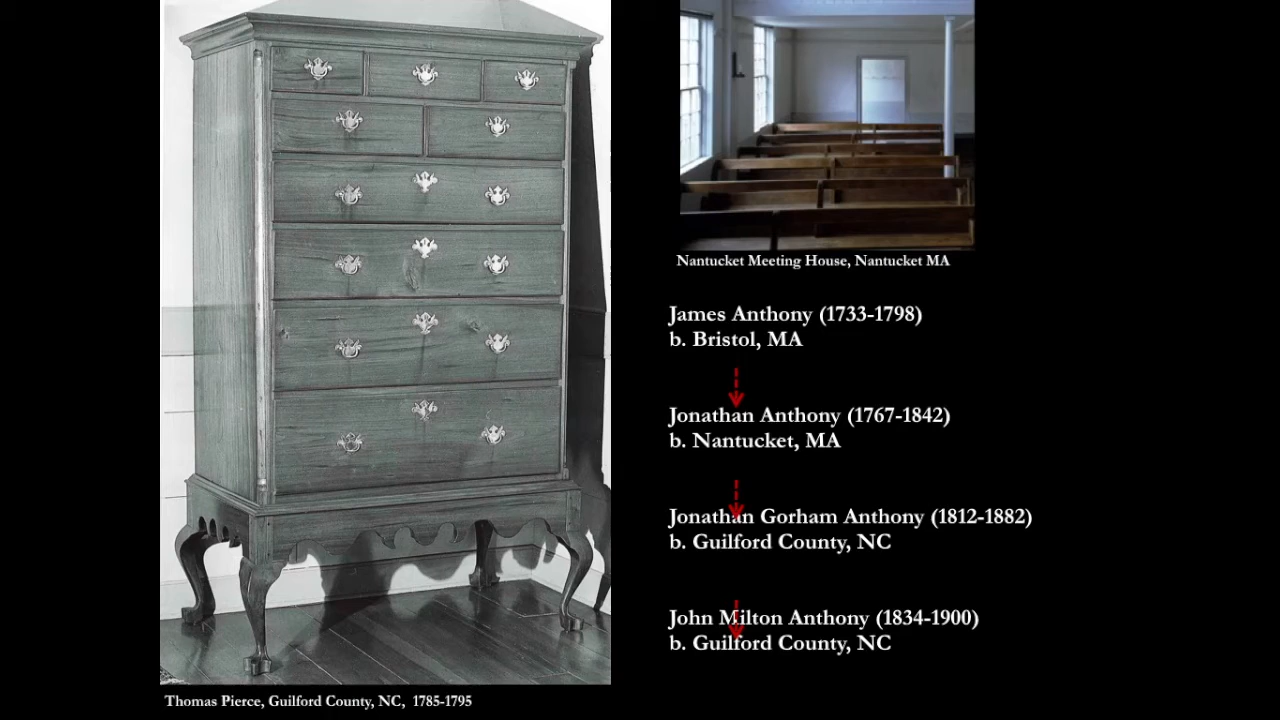 Nantucket Meeting House, Nantucket MA
James Anthony (1733-1798)
b. Bristol, MA
Jonathan Anthony (1767-1842)
b. Nantucket, MA
Jonathan Gorham Anthony (1812-1882)
b. Guilford County, NC
John Milton Anthony (1834-1900)
b. Guilford County, NC
Thomas Pierce, Guilford County, NC, 1785-1795